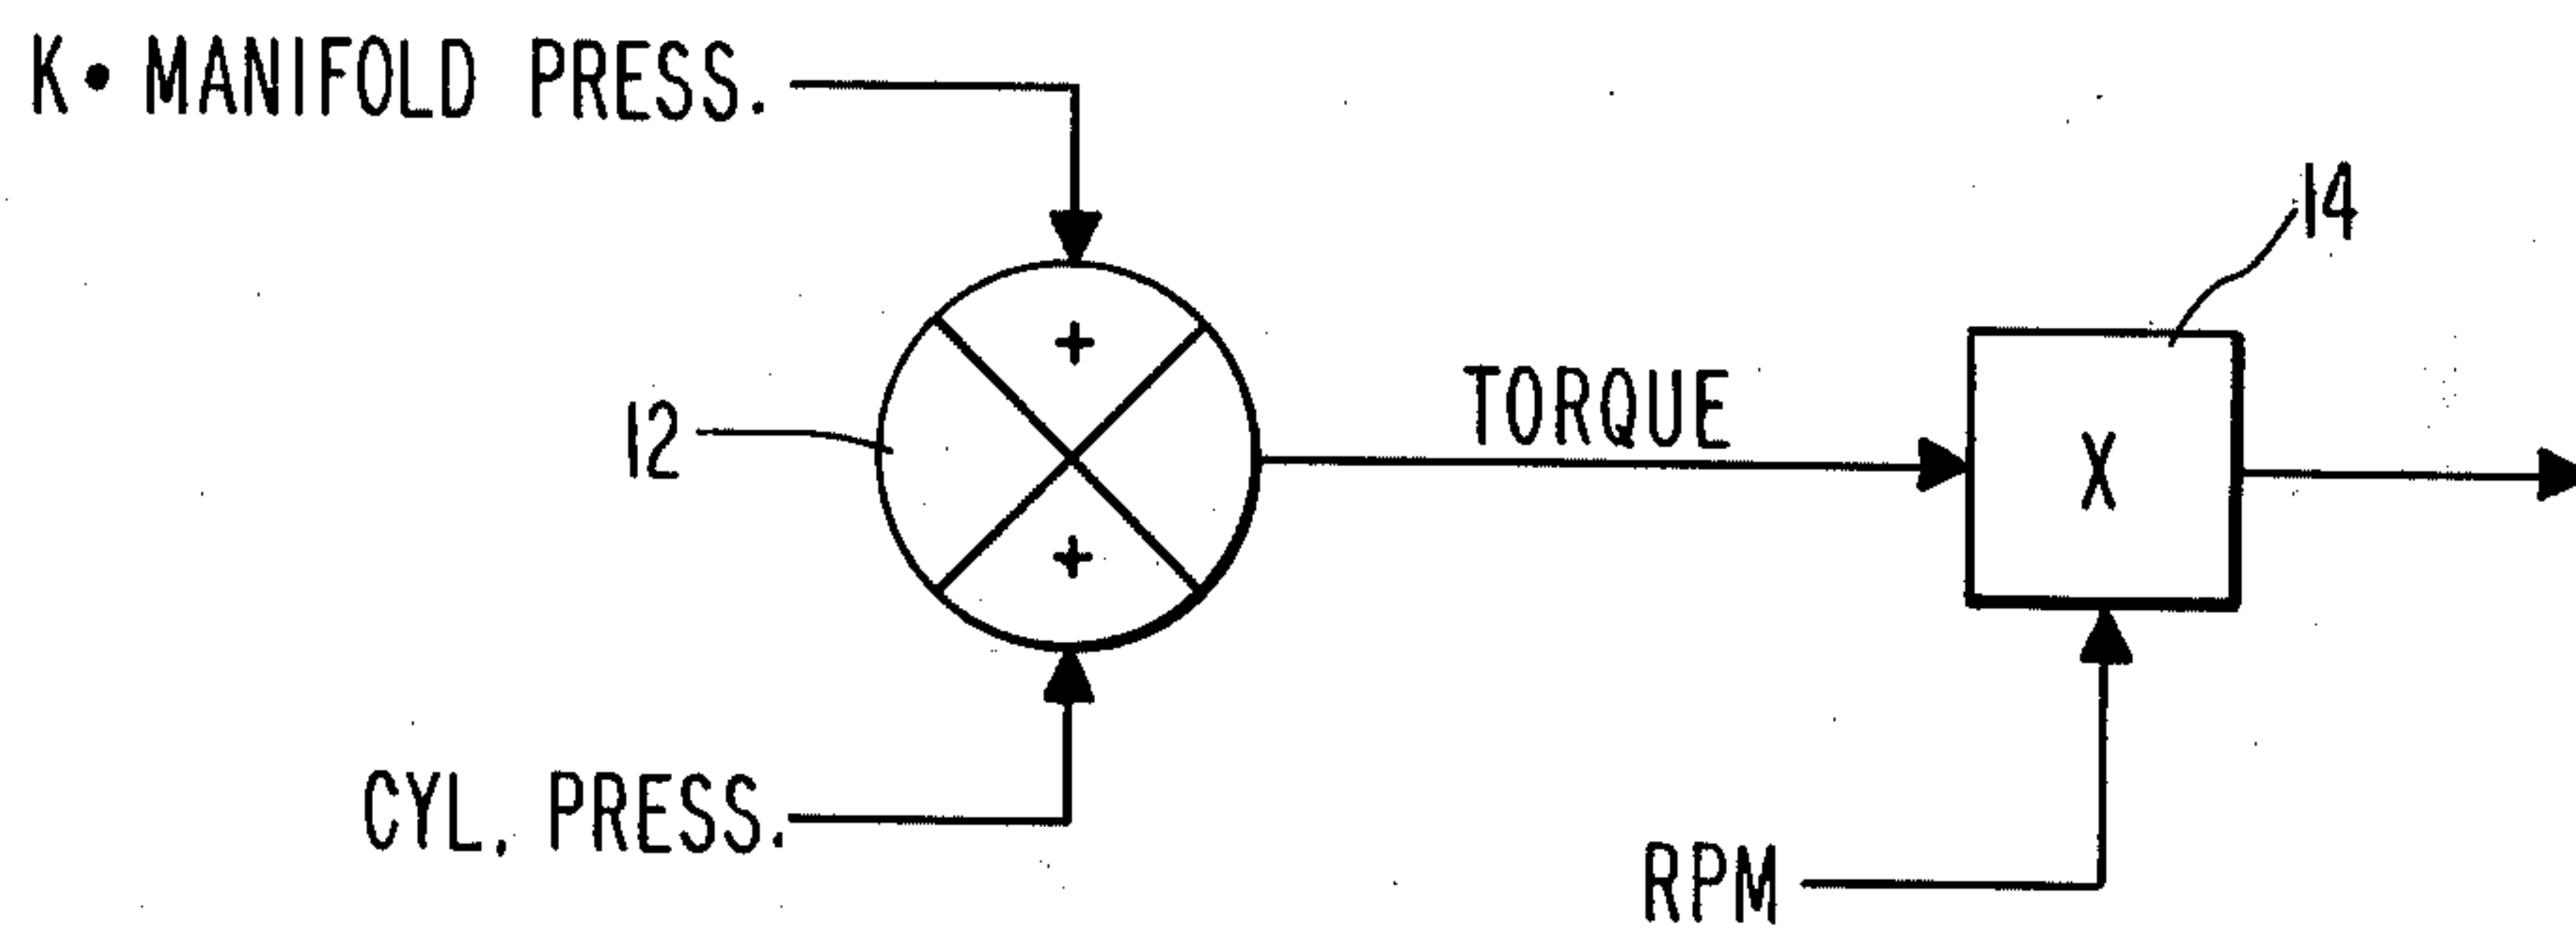 K • MANIFOLD PRESS.
14
+
12
TORQUE
X
+
CYL. PRESS.
RPM